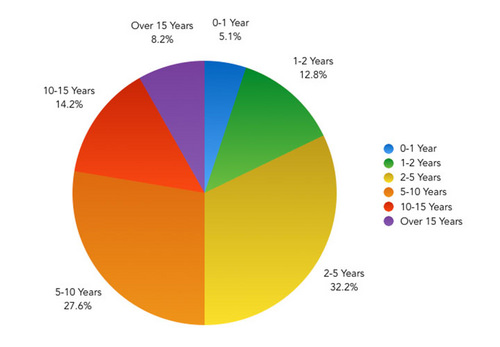 Over 15 Years
8.2%
0-1 Year
5.1%
1-2 Years
12.8%
10-15 Years
14.2%
2-5 Years
32.2%
5-10 Years
27.6%
0-1 Year
1-2 Years
2-5 Years
5-10 Years
10-15 Years
Over 15 Years